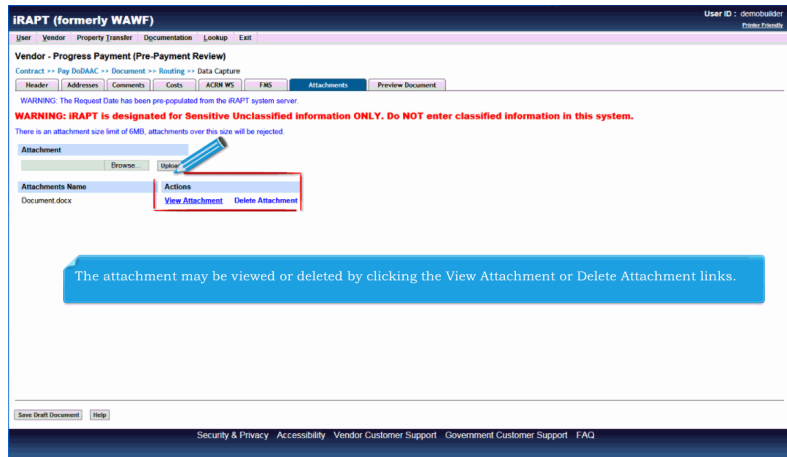 iRAPT (formerly WAWF)
User ID : demobuilder
Printer Friendly
User Vendor Property Transfer Documentation Lookup Exit
Vendor - Progress Payment (Pre-Payment Review)
Contract >> Pay DoDAAC >> Document >> Routing >> Data Capture
Header Addresses Comments Costs ACRN WS FMS Attachments Preview Document
WARNING: The Request Date has been pre-populated from the iRAPT system server.
WARNING: iRAPT is designated for Sensitive Unclassified information ONLY. Do NOT enter classified information in this system.
There is an attachment size limit of 6MB, attachments over this size will be rejected.
Attachment
Browse...
Attachments Name Actions
Document.docx View Attachment Delete Attachment
The attachment may be viewed or deleted by clicking the View Attachment or Delete Attachment links.
Save Draft Document Help
Security & Privacy Accessibility Vendor Customer Support Government Customer Support FAQ